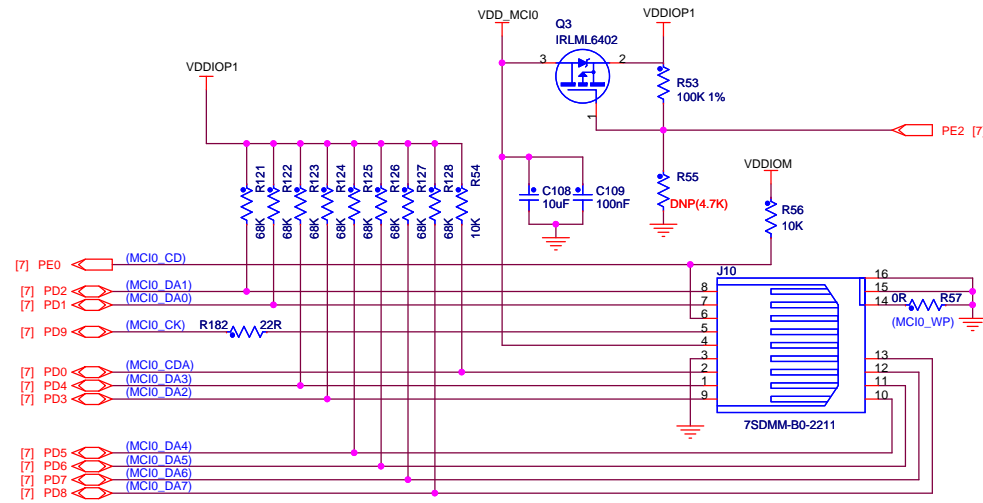 VDD_MCI0
Q3
IRLML6402
VDDIOP1
VDDIOP1
3
2
1
R53
100K 1%
PE2 [7
R121
R122
R123
R124
R125
R126
R127
R128
R54
68K
68K
68K
68K
68K
68K
68K
68K
10K
C108
10uF
C109
100nF
R55
DNP(4.7K)
VDDIOM
R56
10K
[7] PE0 (MCI0_CD)
[7] PD2 (MCI0_DA1)
[7] PD1 (MCI0_DA0)
[7] PD9 (MCI0_CK) R182 22R
[7] PD0 (MCI0_CDA)
[7] PD4 (MCI0_DA3)
[7] PD3 (MCI0_DA2)
[7] PD5 (MCI0_DA4)
[7] PD6 (MCI0_DA5)
[7] PD7 (MCI0_DA6)
[7] PD8 (MCI0_DA7)
J10
8
7
6
5
4
3
2
1
9
16
15
14
13
12
11
10
0R R57
(MCI0_WP)
7SDMM-B0-2211